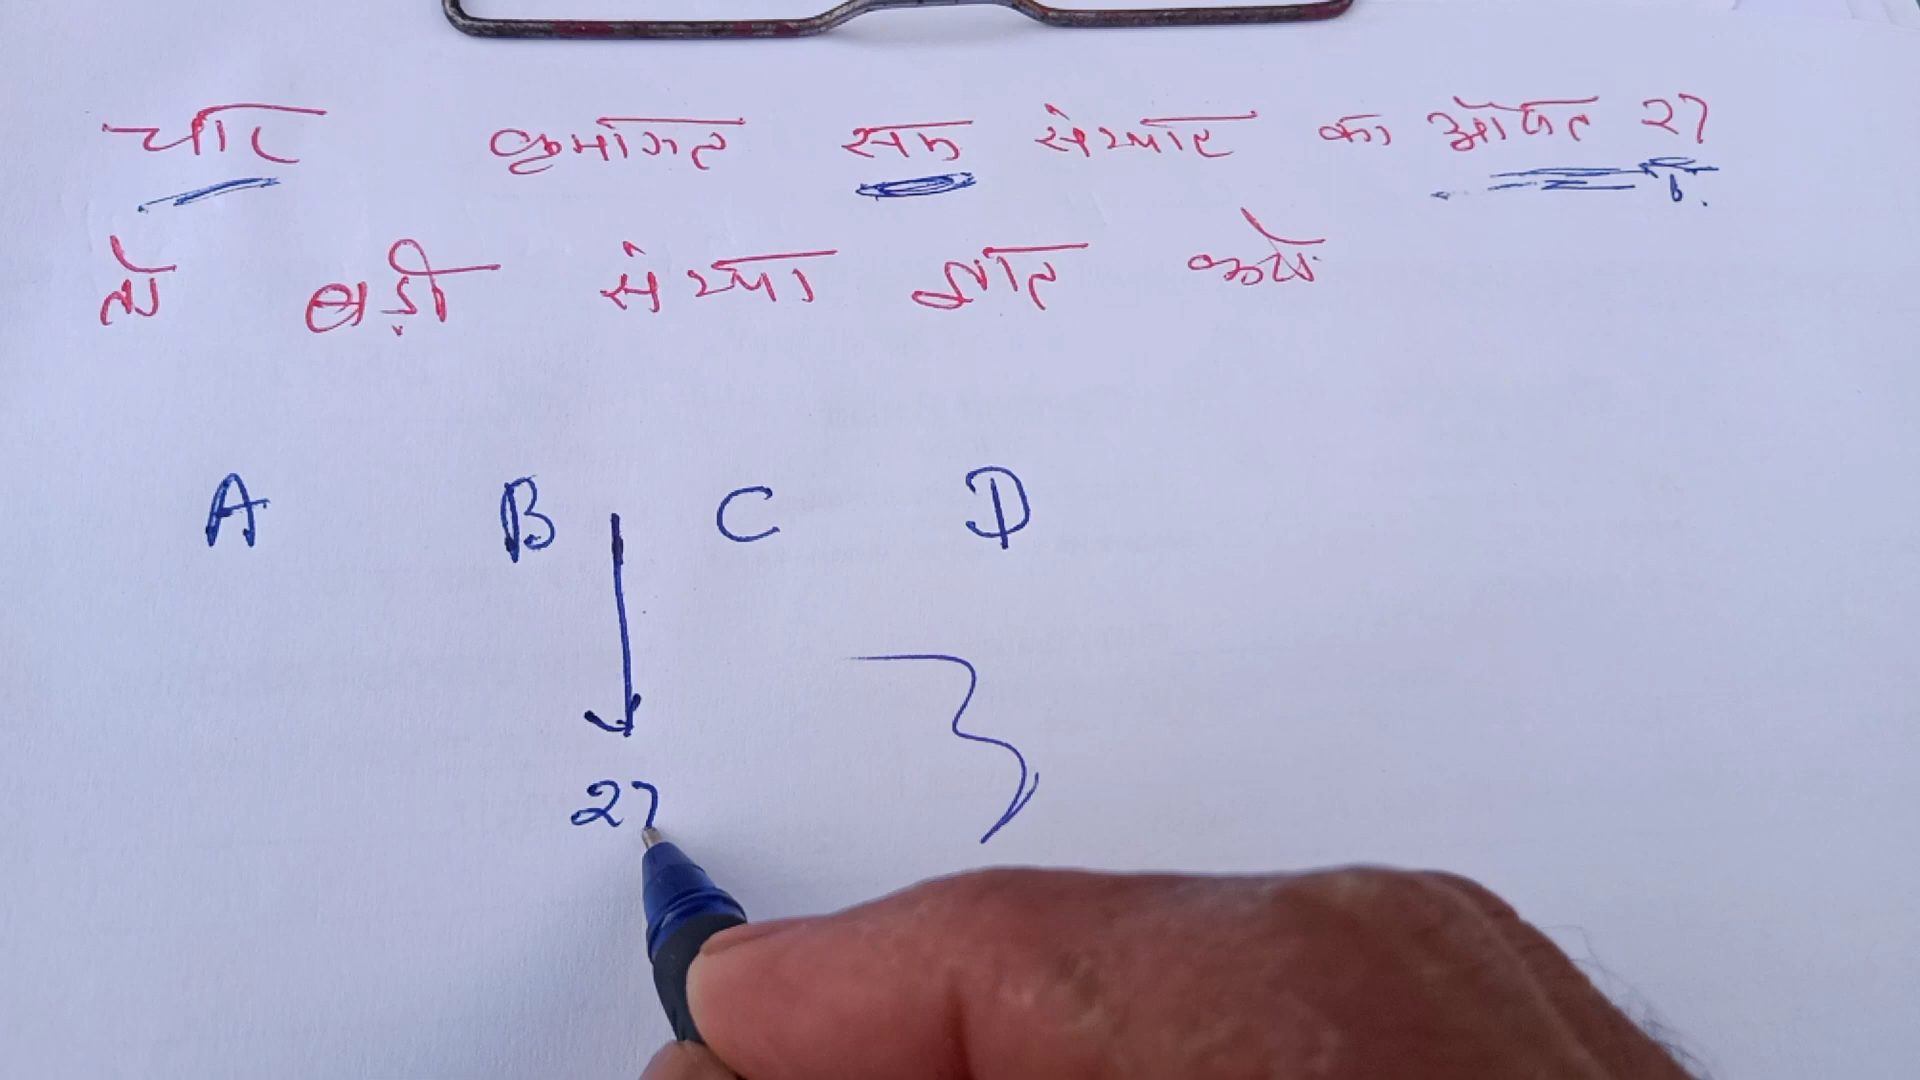 चार क्रमागत सम संख्याए का औसत 27
तो बड़ी संख्या ज्ञात करो
A B C D
27